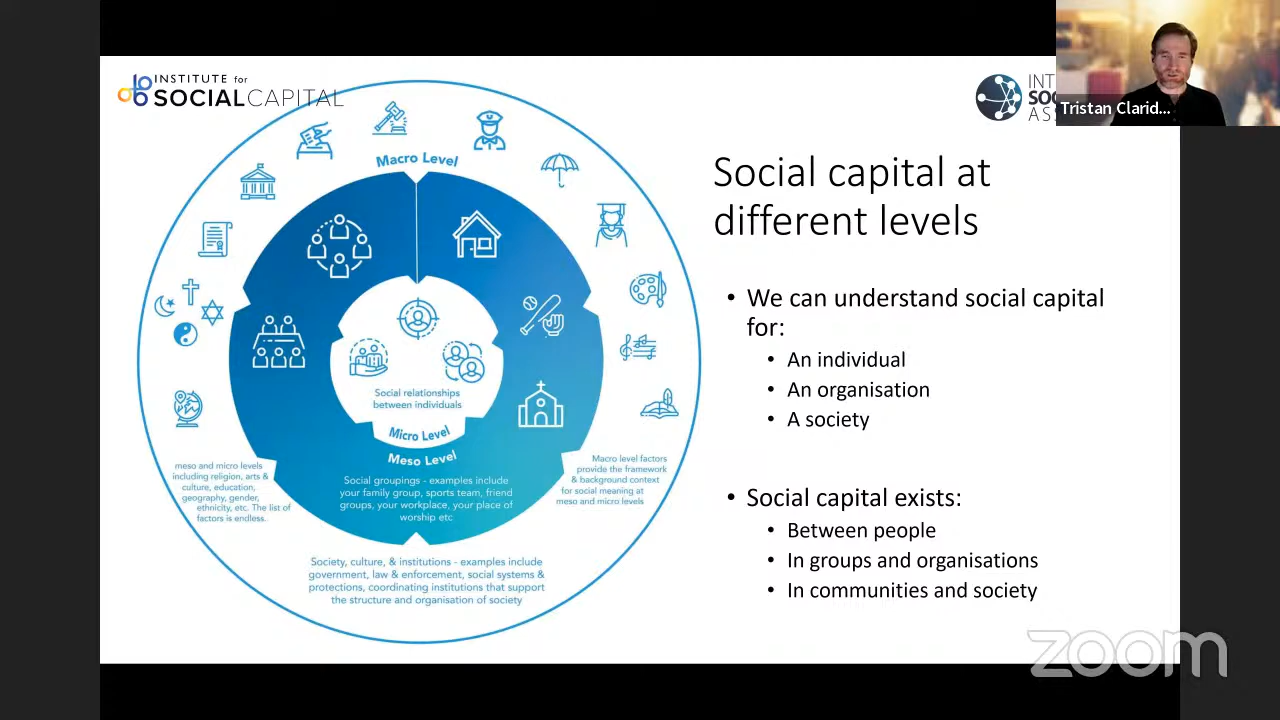 INSTITUTE for
SOCIALCAPITAL
Macro Level
Social relationships
between individuals
Micro Level
Meso Level
Social groupings - examples include
your family group, sports team, friend
groups, your workplace, your place of
worship etc
meso and micro levels
including religion, arts &
culture, education,
geography, gender,
ethnicity, etc. The list of
factors is endless.
Macro level factors
provide the framework
& background context
for social meaning at
meso and micro levels
Society, culture, & institutions - examples include
government, law & enforcement, social systems &
protections, coordinating institutions that support
the structure and organisation of society
INT
SOC
ASS
Tristan Clarid...
Social capital at
different levels
• We can understand social capital
for:
• An individual
• An organisation
• A society
• Social capital exists:
• Between people
• In groups and organisations
• In communities and society
zoom